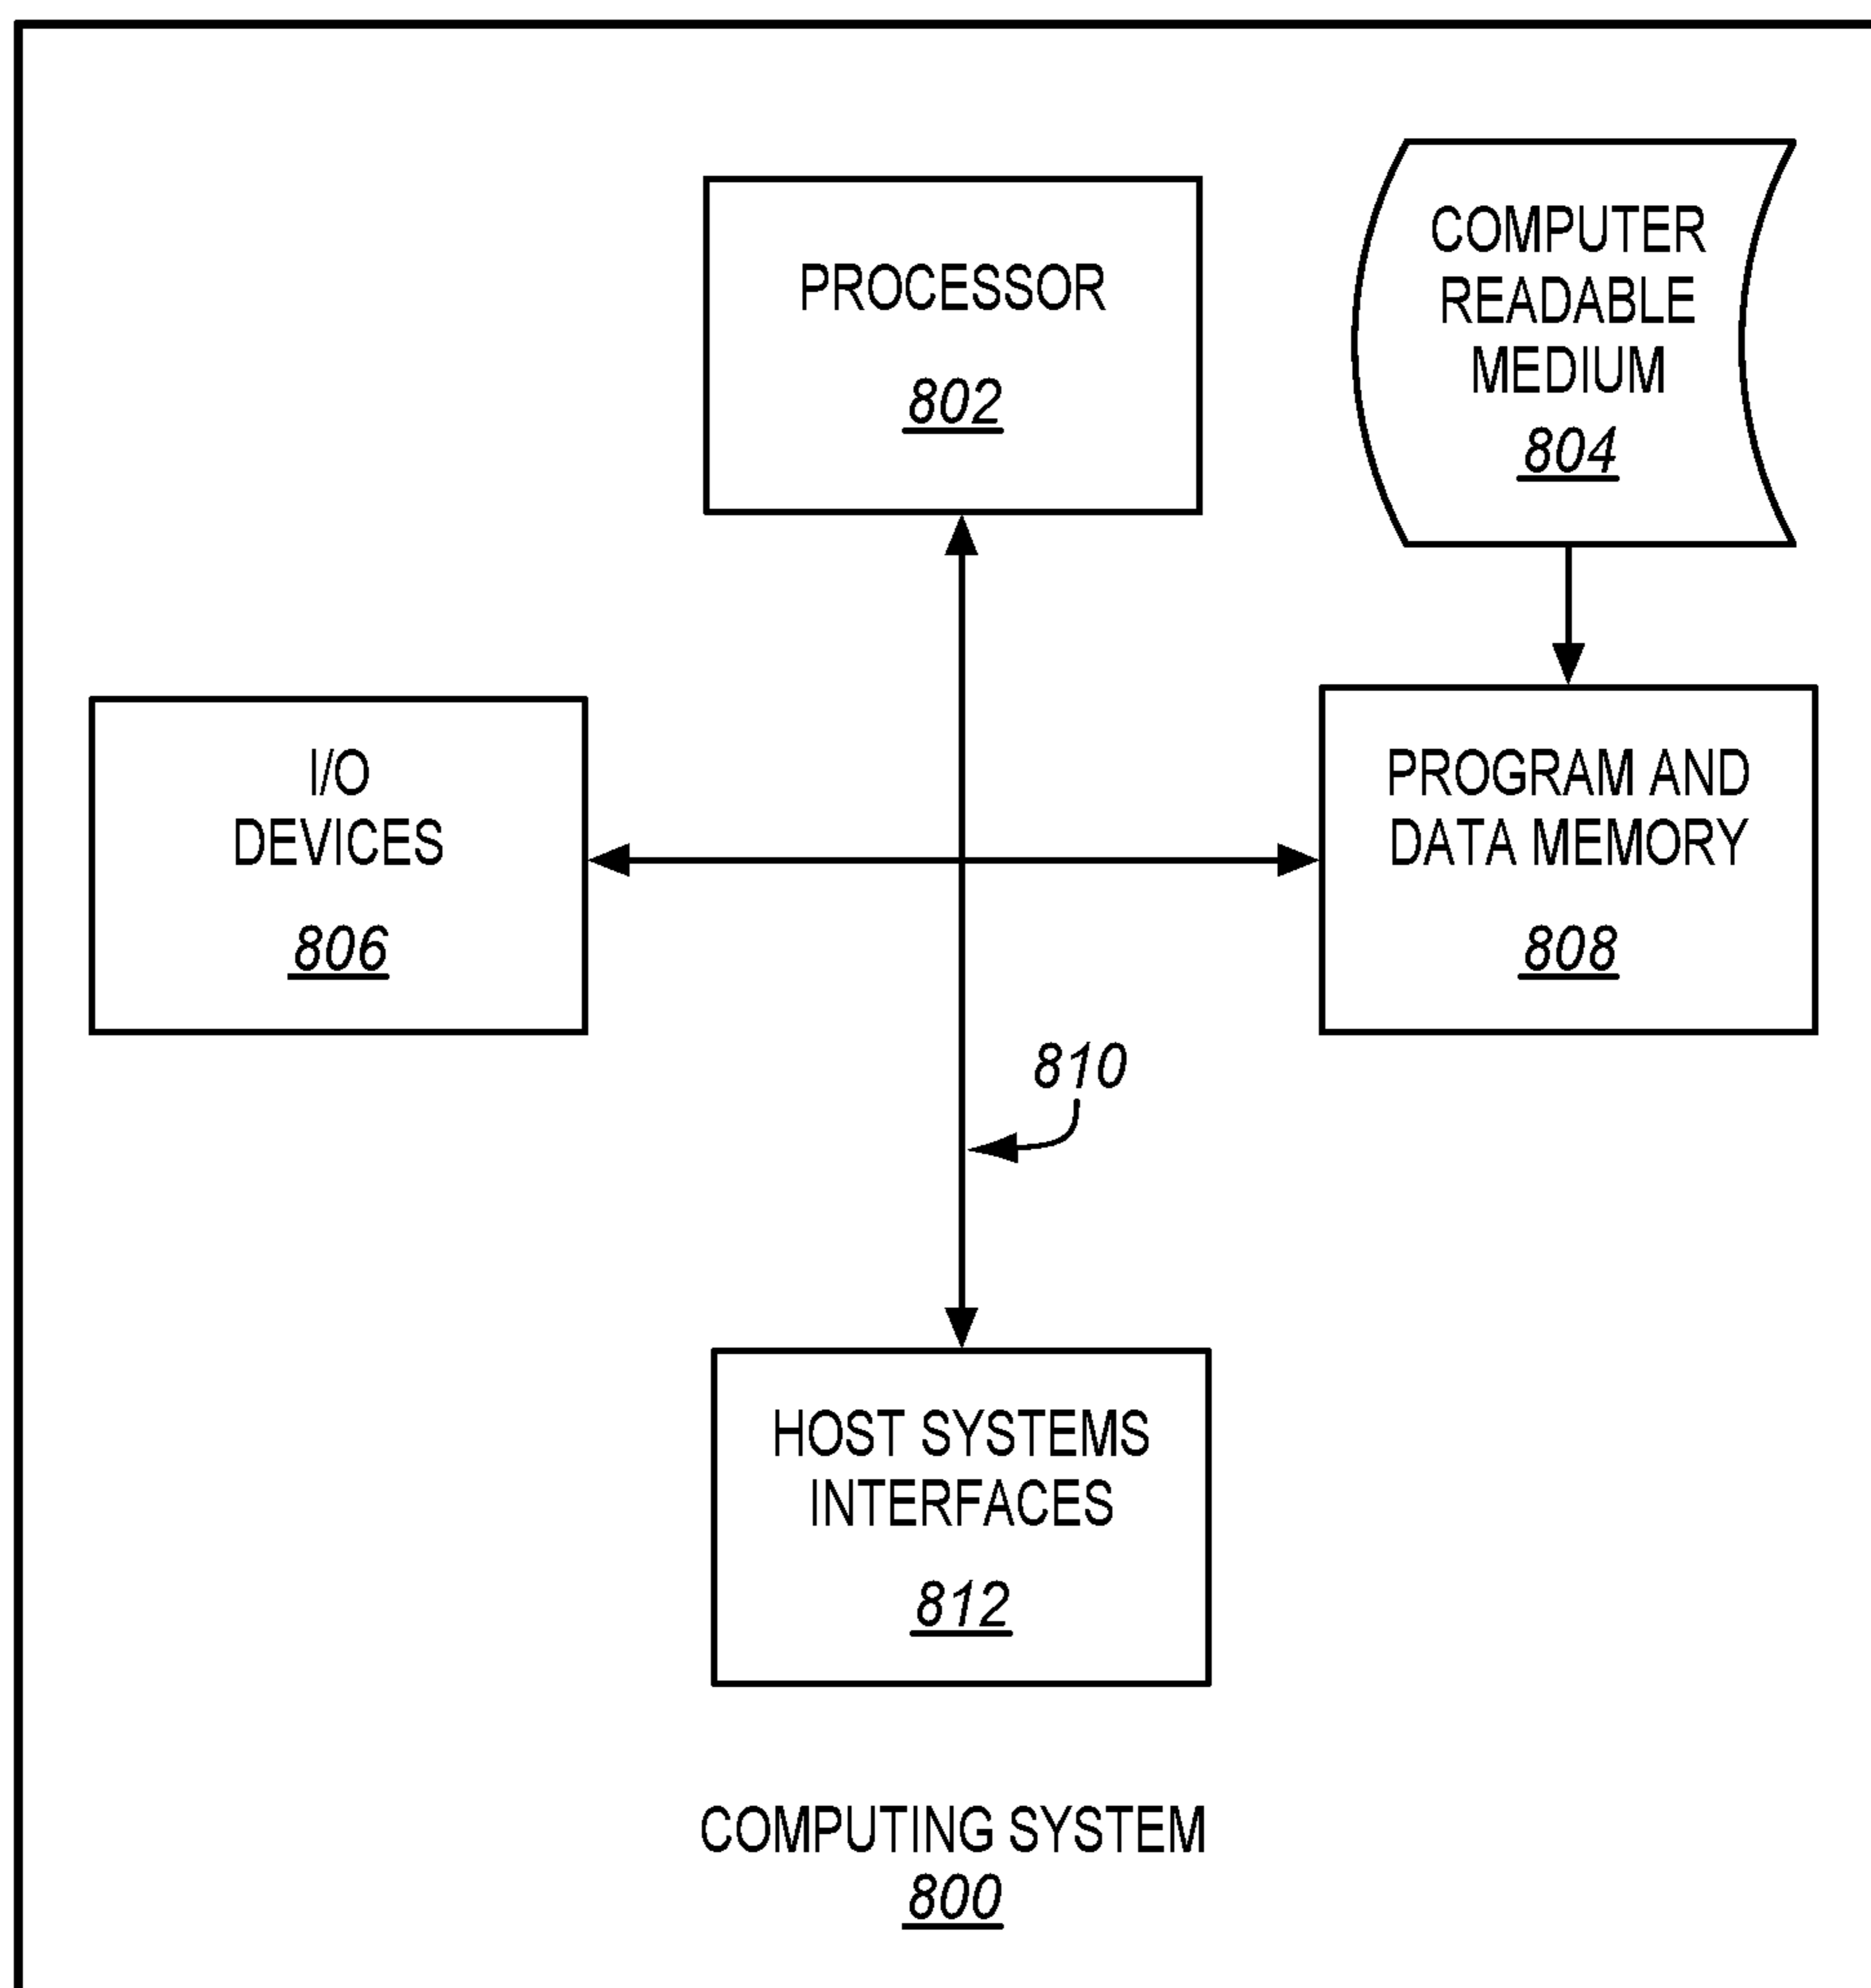 PROCESSOR
802
COMPUTER
READABLE
MEDIUM
804
I/O
DEVICES
806
PROGRAM AND
DATA MEMORY
808
810
HOST SYSTEMS
INTERFACES
812
COMPUTING SYSTEM
800